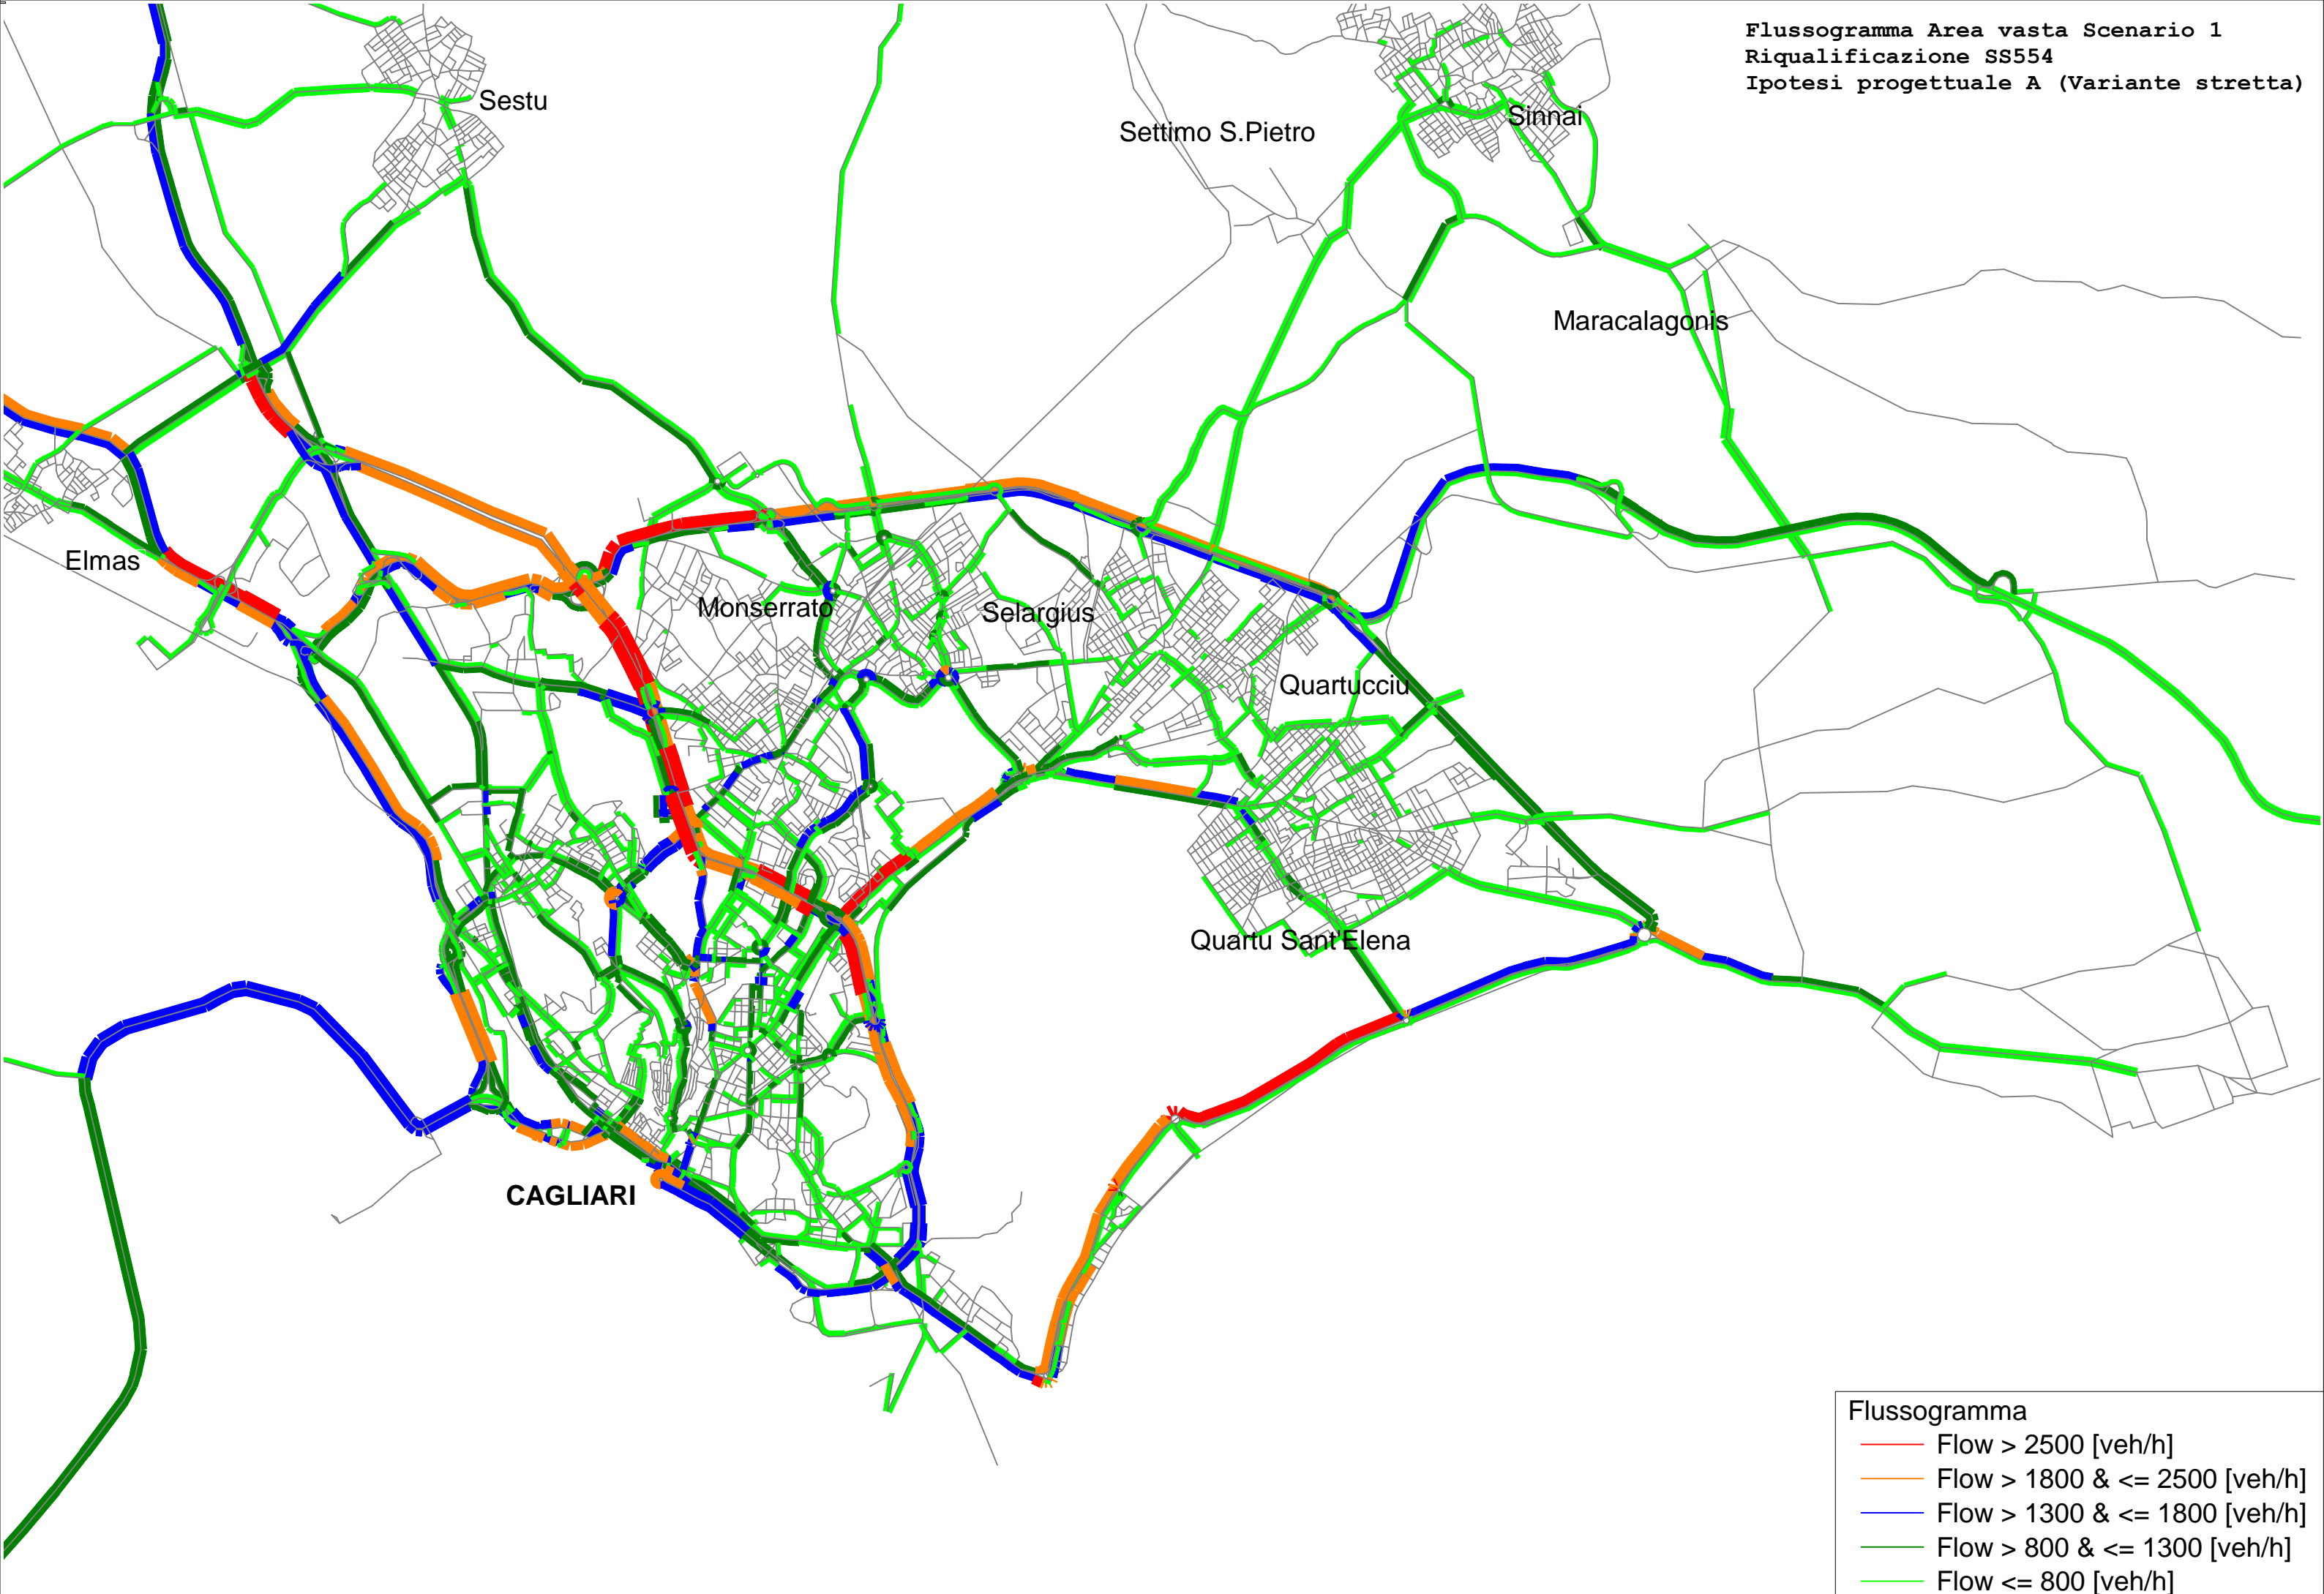 Flussogramma Area vasta Scenario 1
Riqualificazione SS554
Ipotesi progettuale A (Variante stretta)
Sestu
Settimo S.Pietro
Sinnai
Maracalagonis
Elmas
Monserrato
Selargius
Quartucciu
Quartu Sant'Elena
CAGLIARI
Flussogramma
Flow > 2500 [veh/h]
Flow > 1800 & <= 2500 [veh/h]
Flow > 1300 & <= 1800 [veh/h]
Flow > 800 & <= 1300 [veh/h]
Flow <= 800 [veh/h]